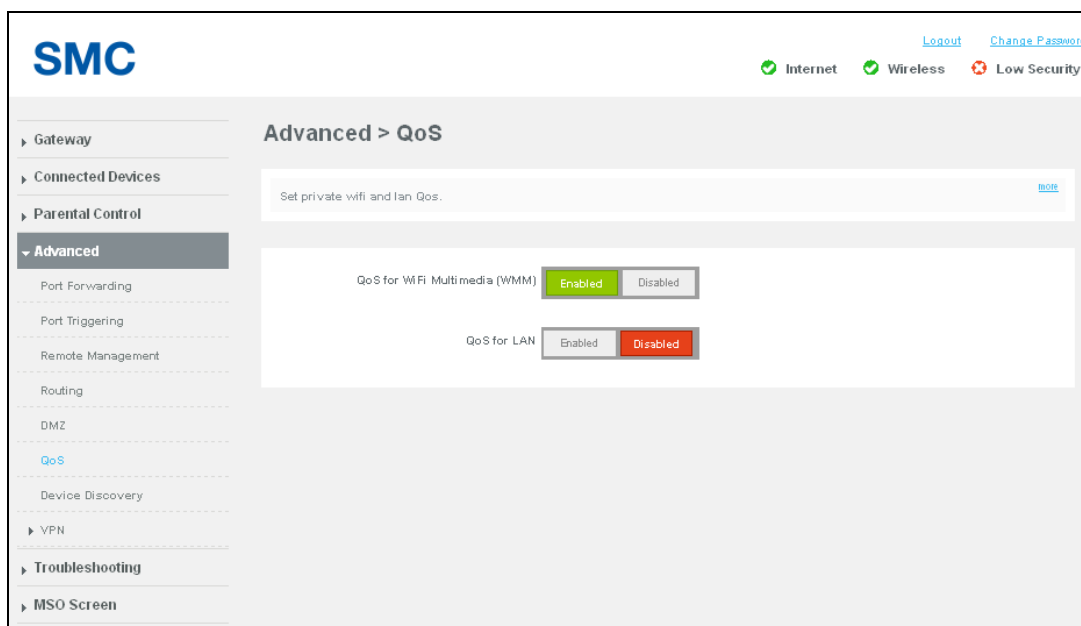 SMC
Logout Change Passwor
Internet Wireless Low Security
Gateway
Connected Devices
Parental Control
Advanced
Port Forwarding
Port Triggering
Remote Management
Routing
DMZ
QoS
Device Discovery
VPN
Troubleshooting
MSO Screen
Advanced > QoS
Set private wifi and lan Qos.
more
QoS for WiFi Multimedia (WMM) Enabled Disabled
QoS for LAN Enabled Disabled